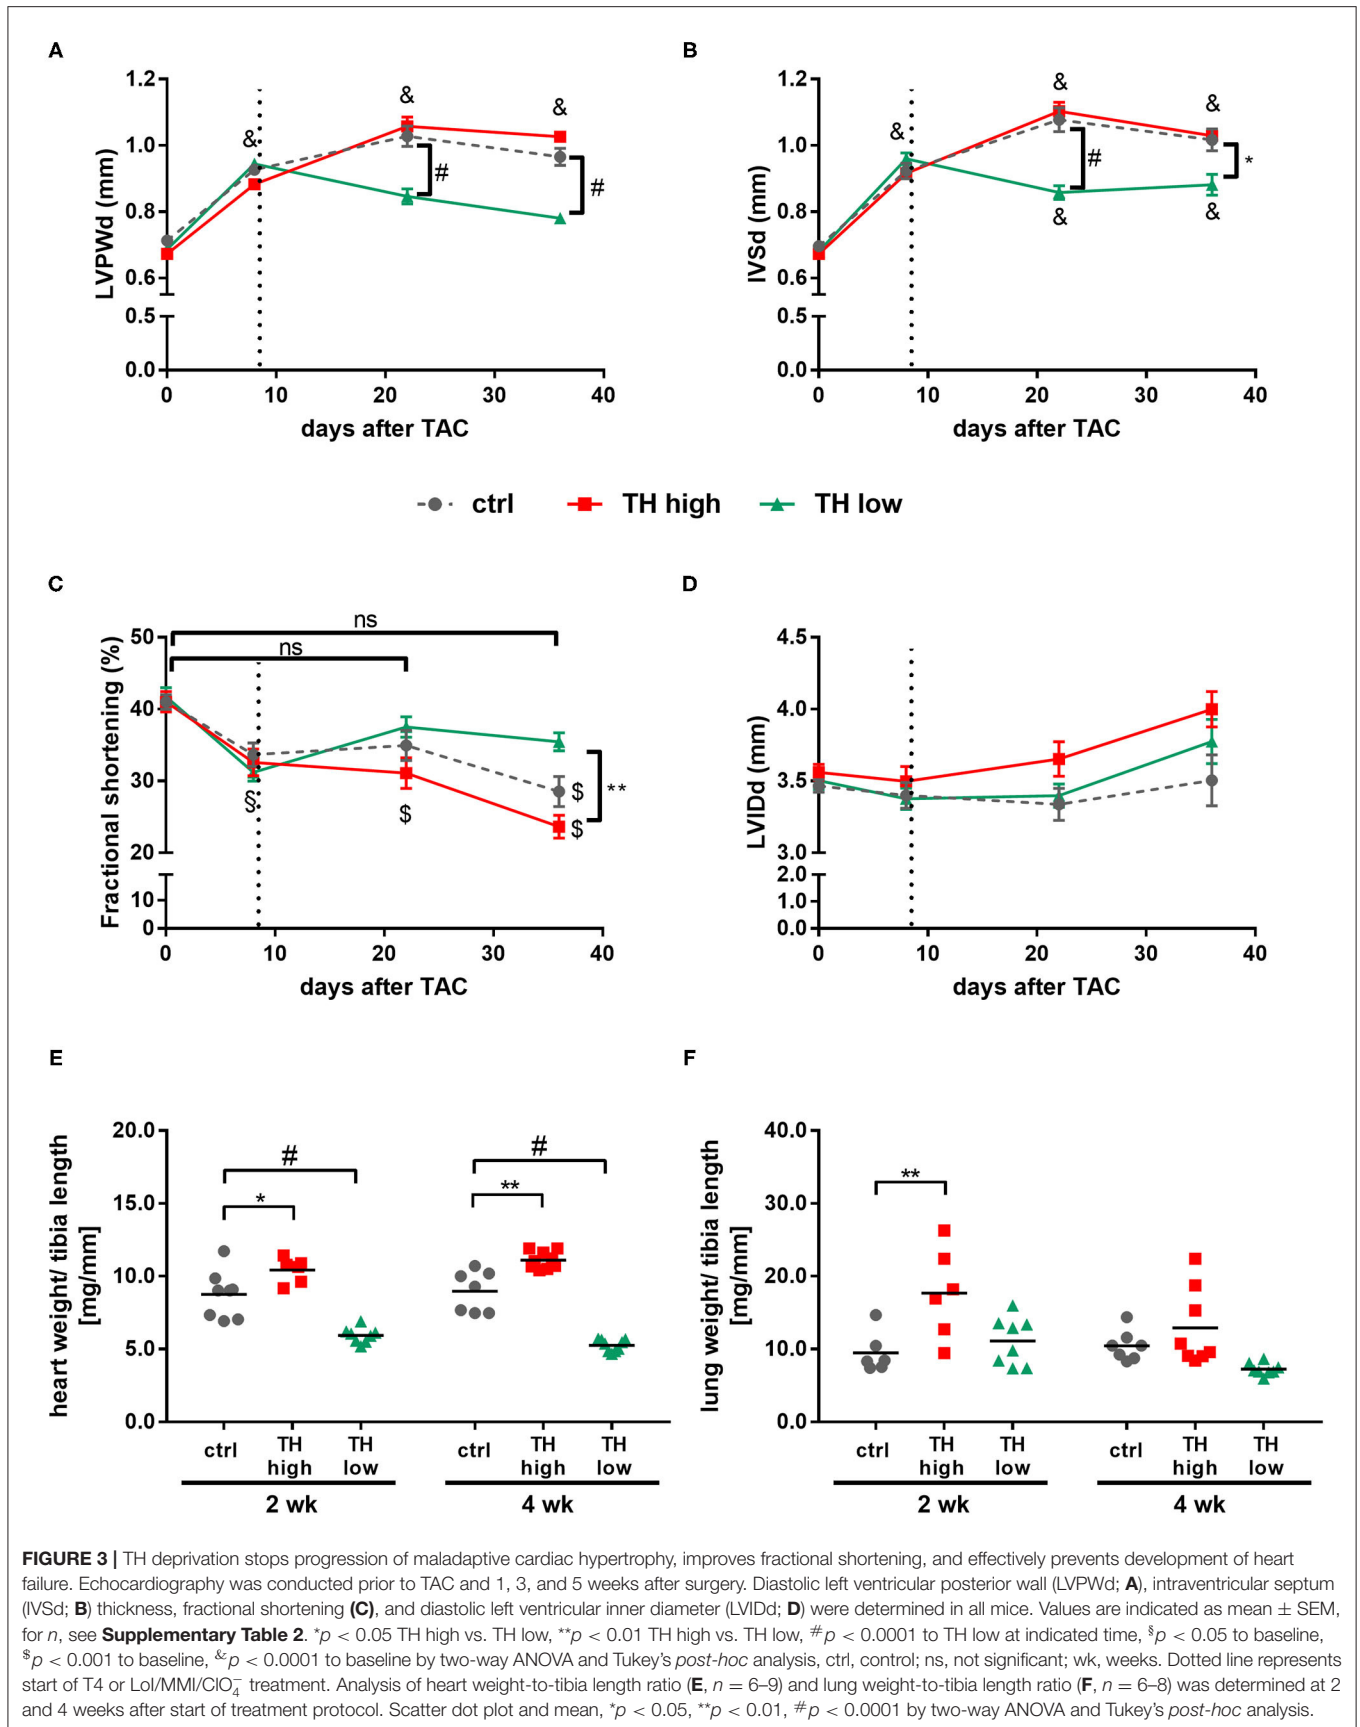 A
LVPWd (mm)
1.2
1.0
0.8
0.6
0.5
0.0
&
&
&
#
#
0 10 20 30 40
days after TAC
B
IVSd (mm)
1.2
1.0
0.8
0.6
0.5
0.0
&
&
&
#
*
&
&
0 10 20 30 40
days after TAC
ctrl TH high TH low
C
Fractional shortening (%)
50
40
30
20
10
0
ns
ns
§
$
$
$
**
0 10 20 30 40
days after TAC
D
LVIDd (mm)
4.5
4.0
3.5
3.0
2.0
1.0
0.0
0 10 20 30 40
days after TAC
E
heart weight/ tibia length
[mg/mm]
20.0
15.0
10.0
5.0
0.0
#
*
#
**
ctrl TH high TH low ctrl TH high TH low
2 wk 4 wk
F
lung weight/ tibia length
[mg/mm]
40.0
30.0
20.0
10.0
0.0
**
ctrl TH high TH low ctrl TH high TH low
2 wk 4 wk
FIGURE 3 | TH deprivation stops progression of maladaptive cardiac hypertrophy, improves fractional shortening, and effectively prevents development of heart
failure. Echocardiography was conducted prior to TAC and 1, 3, and 5 weeks after surgery. Diastolic left ventricular posterior wall (LVPWd; A), intraventricular septum
(IVSd; B) thickness, fractional shortening (C), and diastolic left ventricular inner diameter (LVIDd; D) were determined in all mice. Values are indicated as mean ± SEM,
for n, see Supplementary Table 2. *p < 0.05 TH high vs. TH low, **p < 0.01 TH high vs. TH low, #p < 0.0001 to TH low at indicated time, §p < 0.05 to baseline,
$p < 0.001 to baseline, &p < 0.0001 to baseline by two-way ANOVA and Tukey's post-hoc analysis, ctrl, control; ns, not significant; wk, weeks. Dotted line represents
start of T4 or LoI/MMI/ClO₄⁻ treatment. Analysis of heart weight-to-tibia length ratio (E, n = 6–9) and lung weight-to-tibia length ratio (F, n = 6–8) was determined at 2
and 4 weeks after start of treatment protocol. Scatter dot plot and mean, *p < 0.05, **p < 0.01, #p < 0.0001 by two-way ANOVA and Tukey's post-hoc analysis.